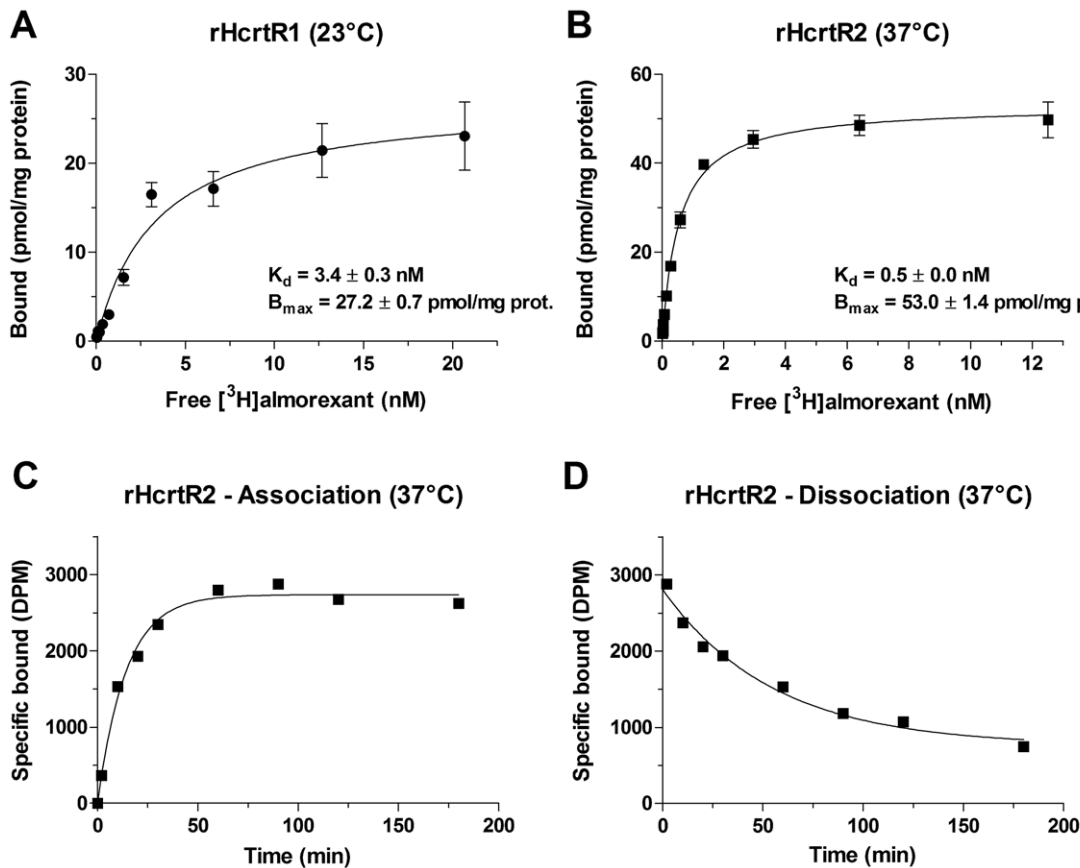 A
rHcrtR1 (23°C)
Bound (pmol/mg protein)
30
20
10
0
0
5
10
15
20
K_d = 3.4 ± 0.3 nM
B_max = 27.2 ± 0.7 pmol/mg prot.
Free [³H]almorexant (nM)
B
rHcrtR2 (37°C)
Bound (pmol/mg protein)
60
40
20
0
0
2
4
6
8
10
12
K_d = 0.5 ± 0.0 nM
B_max = 53.0 ± 1.4 pmol/mg p
Free [³H]almorexant (nM)
C
rHcrtR2 - Association (37°C)
Specific bound (DPM)
3000
2000
1000
0
0
50
100
150
200
Time (min)
D
rHcrtR2 - Dissociation (37°C)
Specific bound (DPM)
3000
2000
1000
0
0
50
100
150
200
Time (min)